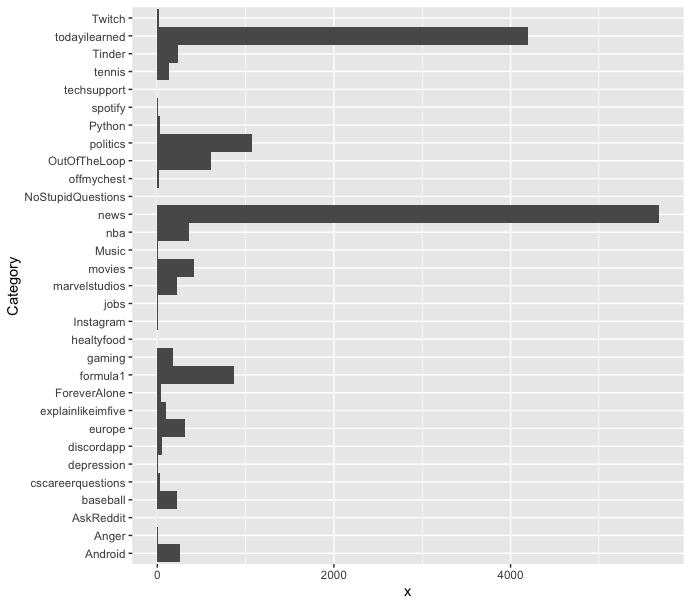 Twitch
todayilearned
Tinder
tennis
techsupport
spotify
Python
politics
OutOfTheLoop
offmychest
NoStupidQuestions
news
nba
Music
movies
marvelstudios
jobs
Instagram
healtyfood
gaming
formula1
ForeverAlone
explainlikeimfive
europe
discordapp
depression
cscareerquestions
baseball
AskReddit
Anger
Android
Category
0 2000 4000
x